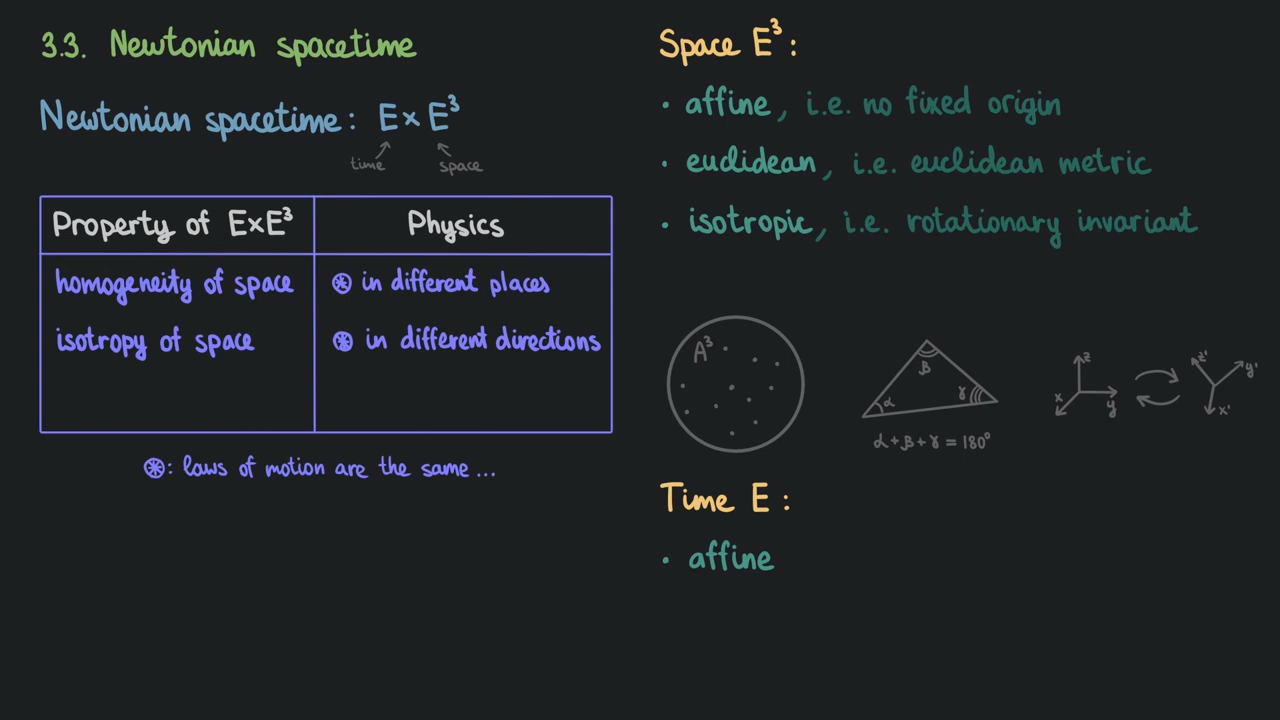 3.3. Newtonian spacetime
Newtonian spacetime: E × E³
time space
Property of E×E³ Physics
homogeneity of space ⊛ in different places
isotropy of space ⊛ in different directions
⊛: laws of motion are the same ...
Space E³:
• affine, i.e. no fixed origin
• euclidean, i.e. euclidean metric
• isotropic, i.e. rotationary invariant
A³
α β γ
α+β+γ = 180°
x y z
x' y' z'
Time E:
• affine